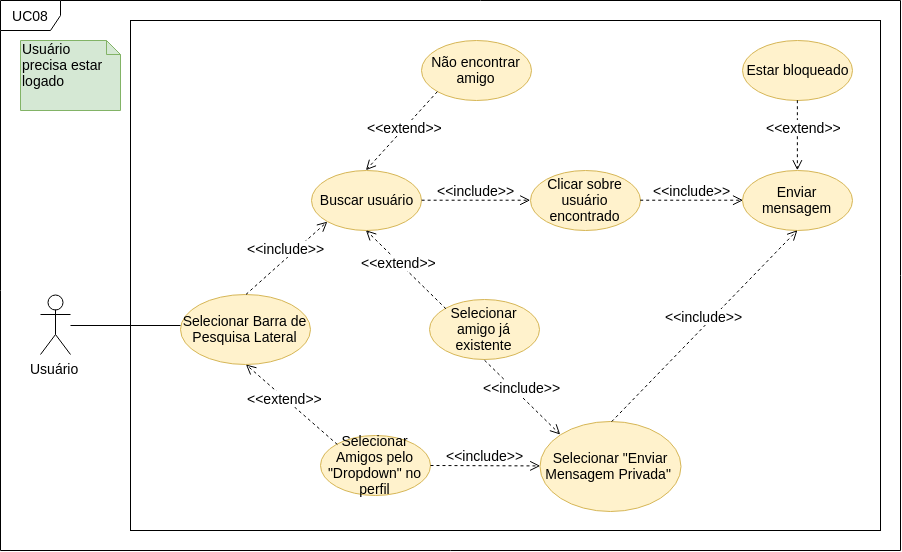 UC08
Usuário
precisa estar
logado
Não encontrar
amigo
Estar bloqueado
<<extend>>
<<extend>>
Buscar usuário
<<include>>
Clicar sobre
usuário
encontrado
<<include>>
Enviar
mensagem
<<include>>
<<extend>>
Selecionar Barra de
Pesquisa Lateral
Selecionar
amigo já
existente
<<include>>
Usuário
<<extend>>
<<include>>
Selecionar
Amigos pelo
"Dropdown" no
perfil
<<include>>
Selecionar "Enviar
Mensagem Privada"